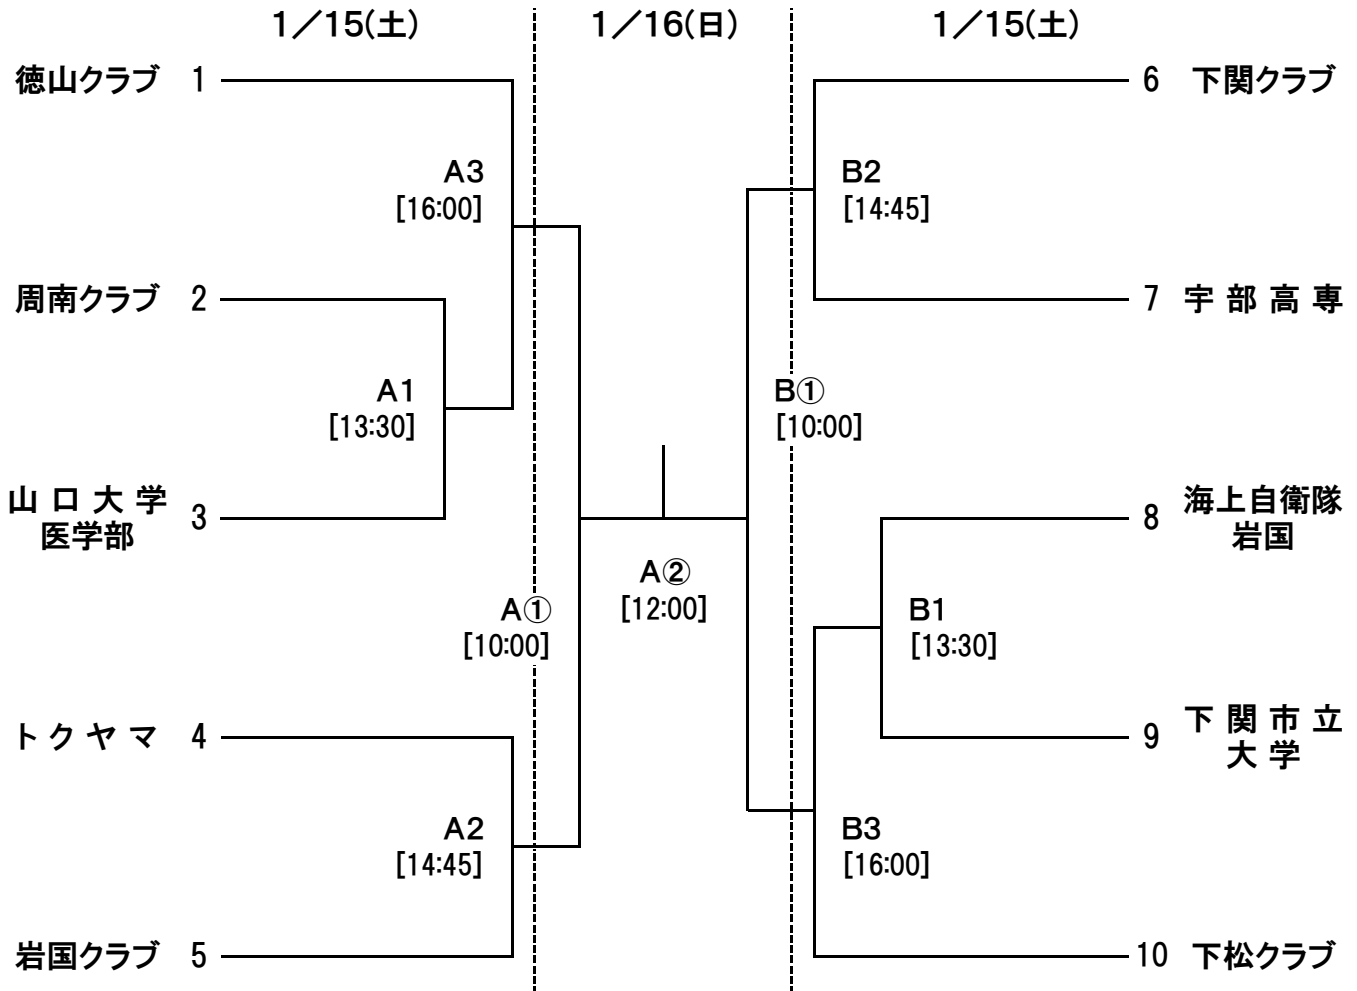 1／15(土)
1／16(日)
1／15(土)
徳山クラブ 1
6 下関クラブ
A3
[16:00]
B2
[14:45]
周南クラブ 2
7 宇部高専
A1
[13:30]
B①
[10:00]
山口大学
医学部 3
8 海上自衛隊
岩国
A②
[12:00]
A①
[10:00]
B1
[13:30]
トクヤマ 4
9 下関市立
大学
A2
[14:45]
B3
[16:00]
岩国クラブ 5
10 下松クラブ